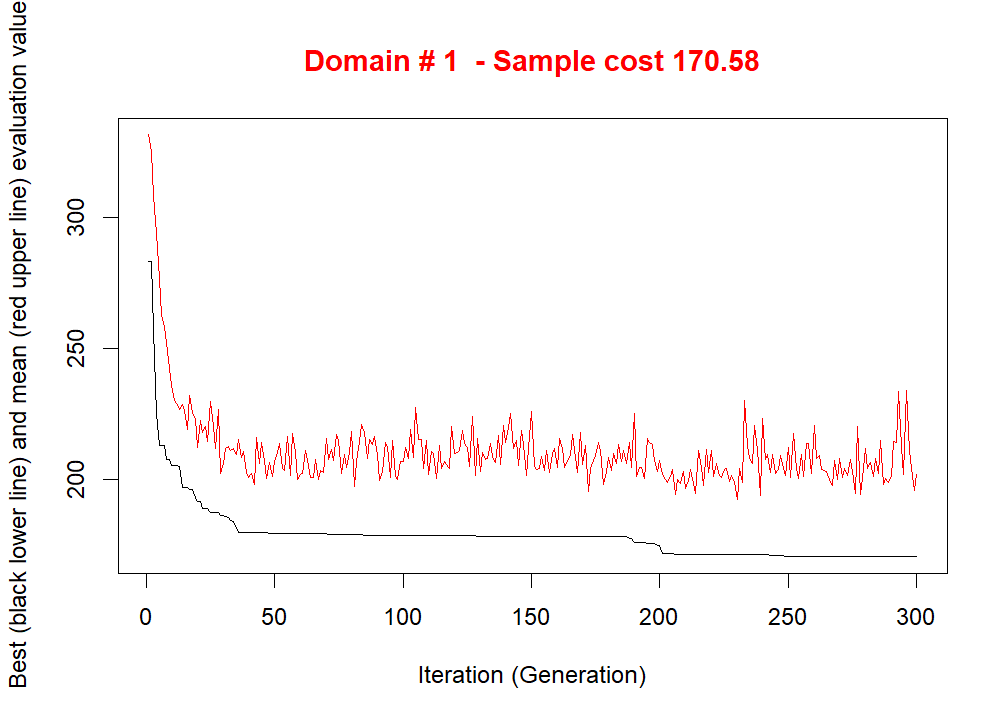 Domain # 1  - Sample cost 170.58
Best (black lower line) and mean (red upper line) evaluation value
300
250
200
0 50 100 150 200 250 300
Iteration (Generation)